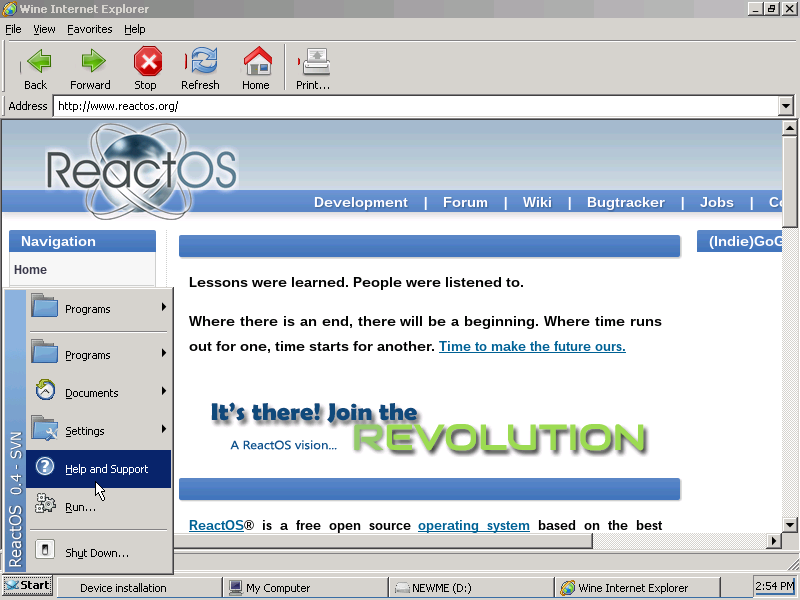 Wine Internet Explorer
File View Favorites Help
Back Forward Stop Refresh Home Print...
Address http://www.reactos.org/
ReactOS
Development | Forum | Wiki | Bugtracker | Jobs |
Navigation
(Indie)GoG
Home
Lessons were learned. People were listened to.
Where there is an end, there will be a beginning. Where time runs
out for one, time starts for another. Time to make the future ours.
It's there! Join the
REVOLUTION
A ReactOS vision...
ReactOS® is a free open source operating system based on the best
Programs
Programs
Documents
Settings
Help and Support
Run...
Shut Down...
ReactOS 0.4 - SVN
Start
Device installation
My Computer
NEWME (D:)
Wine Internet Explorer
2:54 PM